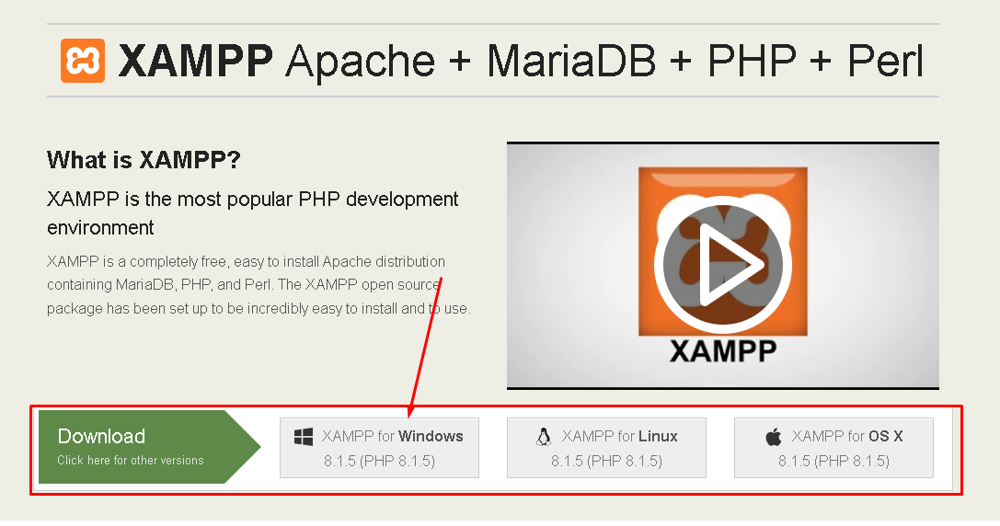 XAMPP Apache + MariaDB + PHP + Perl
What is XAMPP?
XAMPP is the most popular PHP development
environment
XAMPP is a completely free, easy to install Apache distribution
containing MariaDB, PHP, and Perl. The XAMPP open source
package has been set up to be incredibly easy to install and to use.
XAMPP
Download
Click here for other versions
XAMPP for Windows
8.1.5 (PHP 8.1.5)
XAMPP for Linux
8.1.5 (PHP 8.1.5)
XAMPP for OS X
8.1.5 (PHP 8.1.5)